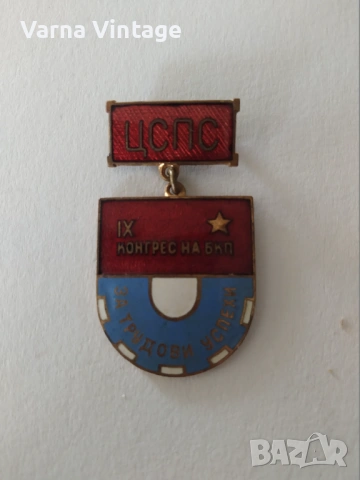 Varna Vintage
ЦСПС
IX
КОНГРЕС НА БКП
ЗА ТРУДОВИ УСПЕХИ
BAZAR
bg